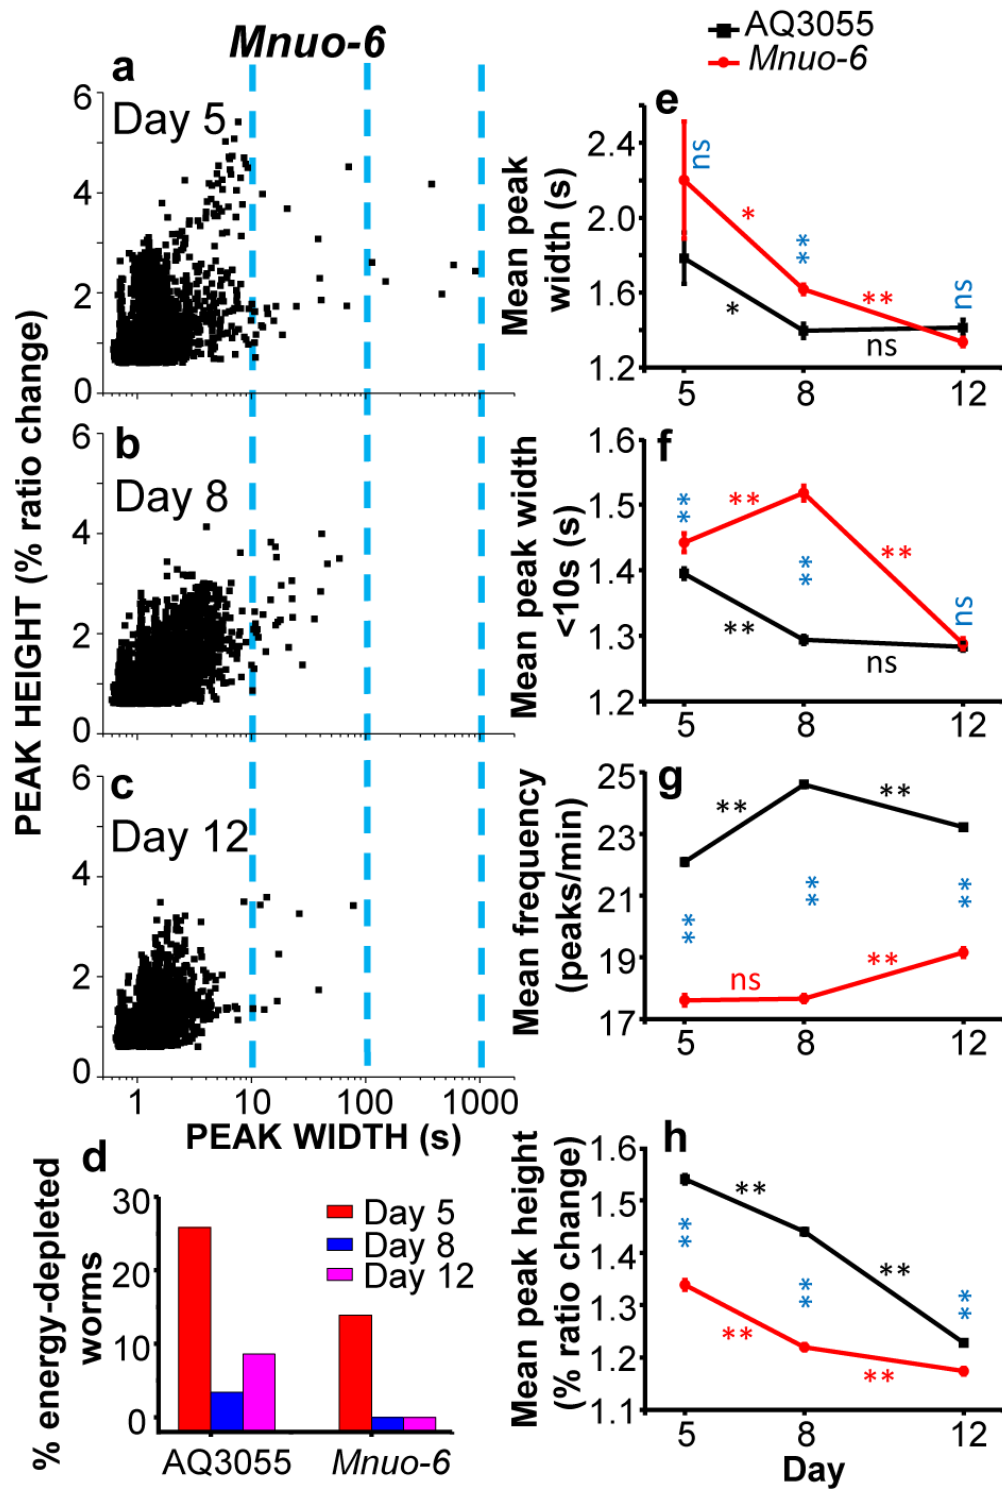 Mnuo-6
AQ3055
Mnuo-6
a
Day 5
6
4
2
0
b
Day 8
6
4
2
0
c
Day 12
6
4
2
0
PEAK HEIGHT (% ratio change)
1 10 100 1000
PEAK WIDTH (s)
d
% energy-depleted
worms
30
20
10
0
Day 5
Day 8
Day 12
AQ3055 Mnuo-6
e
Mean peak
width (s)
2.4
2.0
1.6
1.2
ns
*
**
**
ns
*
ns
5 8 12
f
Mean peak width
<10s (s)
1.6
1.5
1.4
1.3
1.2
**
**
**
**
ns
**
ns
5 8 12
g
Mean frequency
(peaks/min)
25
23
21
19
17
**
**
**
**
**
ns
**
5 8 12
h
Mean peak height
(% ratio change)
1.6
1.5
1.4
1.3
1.2
1.1
**
**
**
**
**
**
**
5 8 12
Day